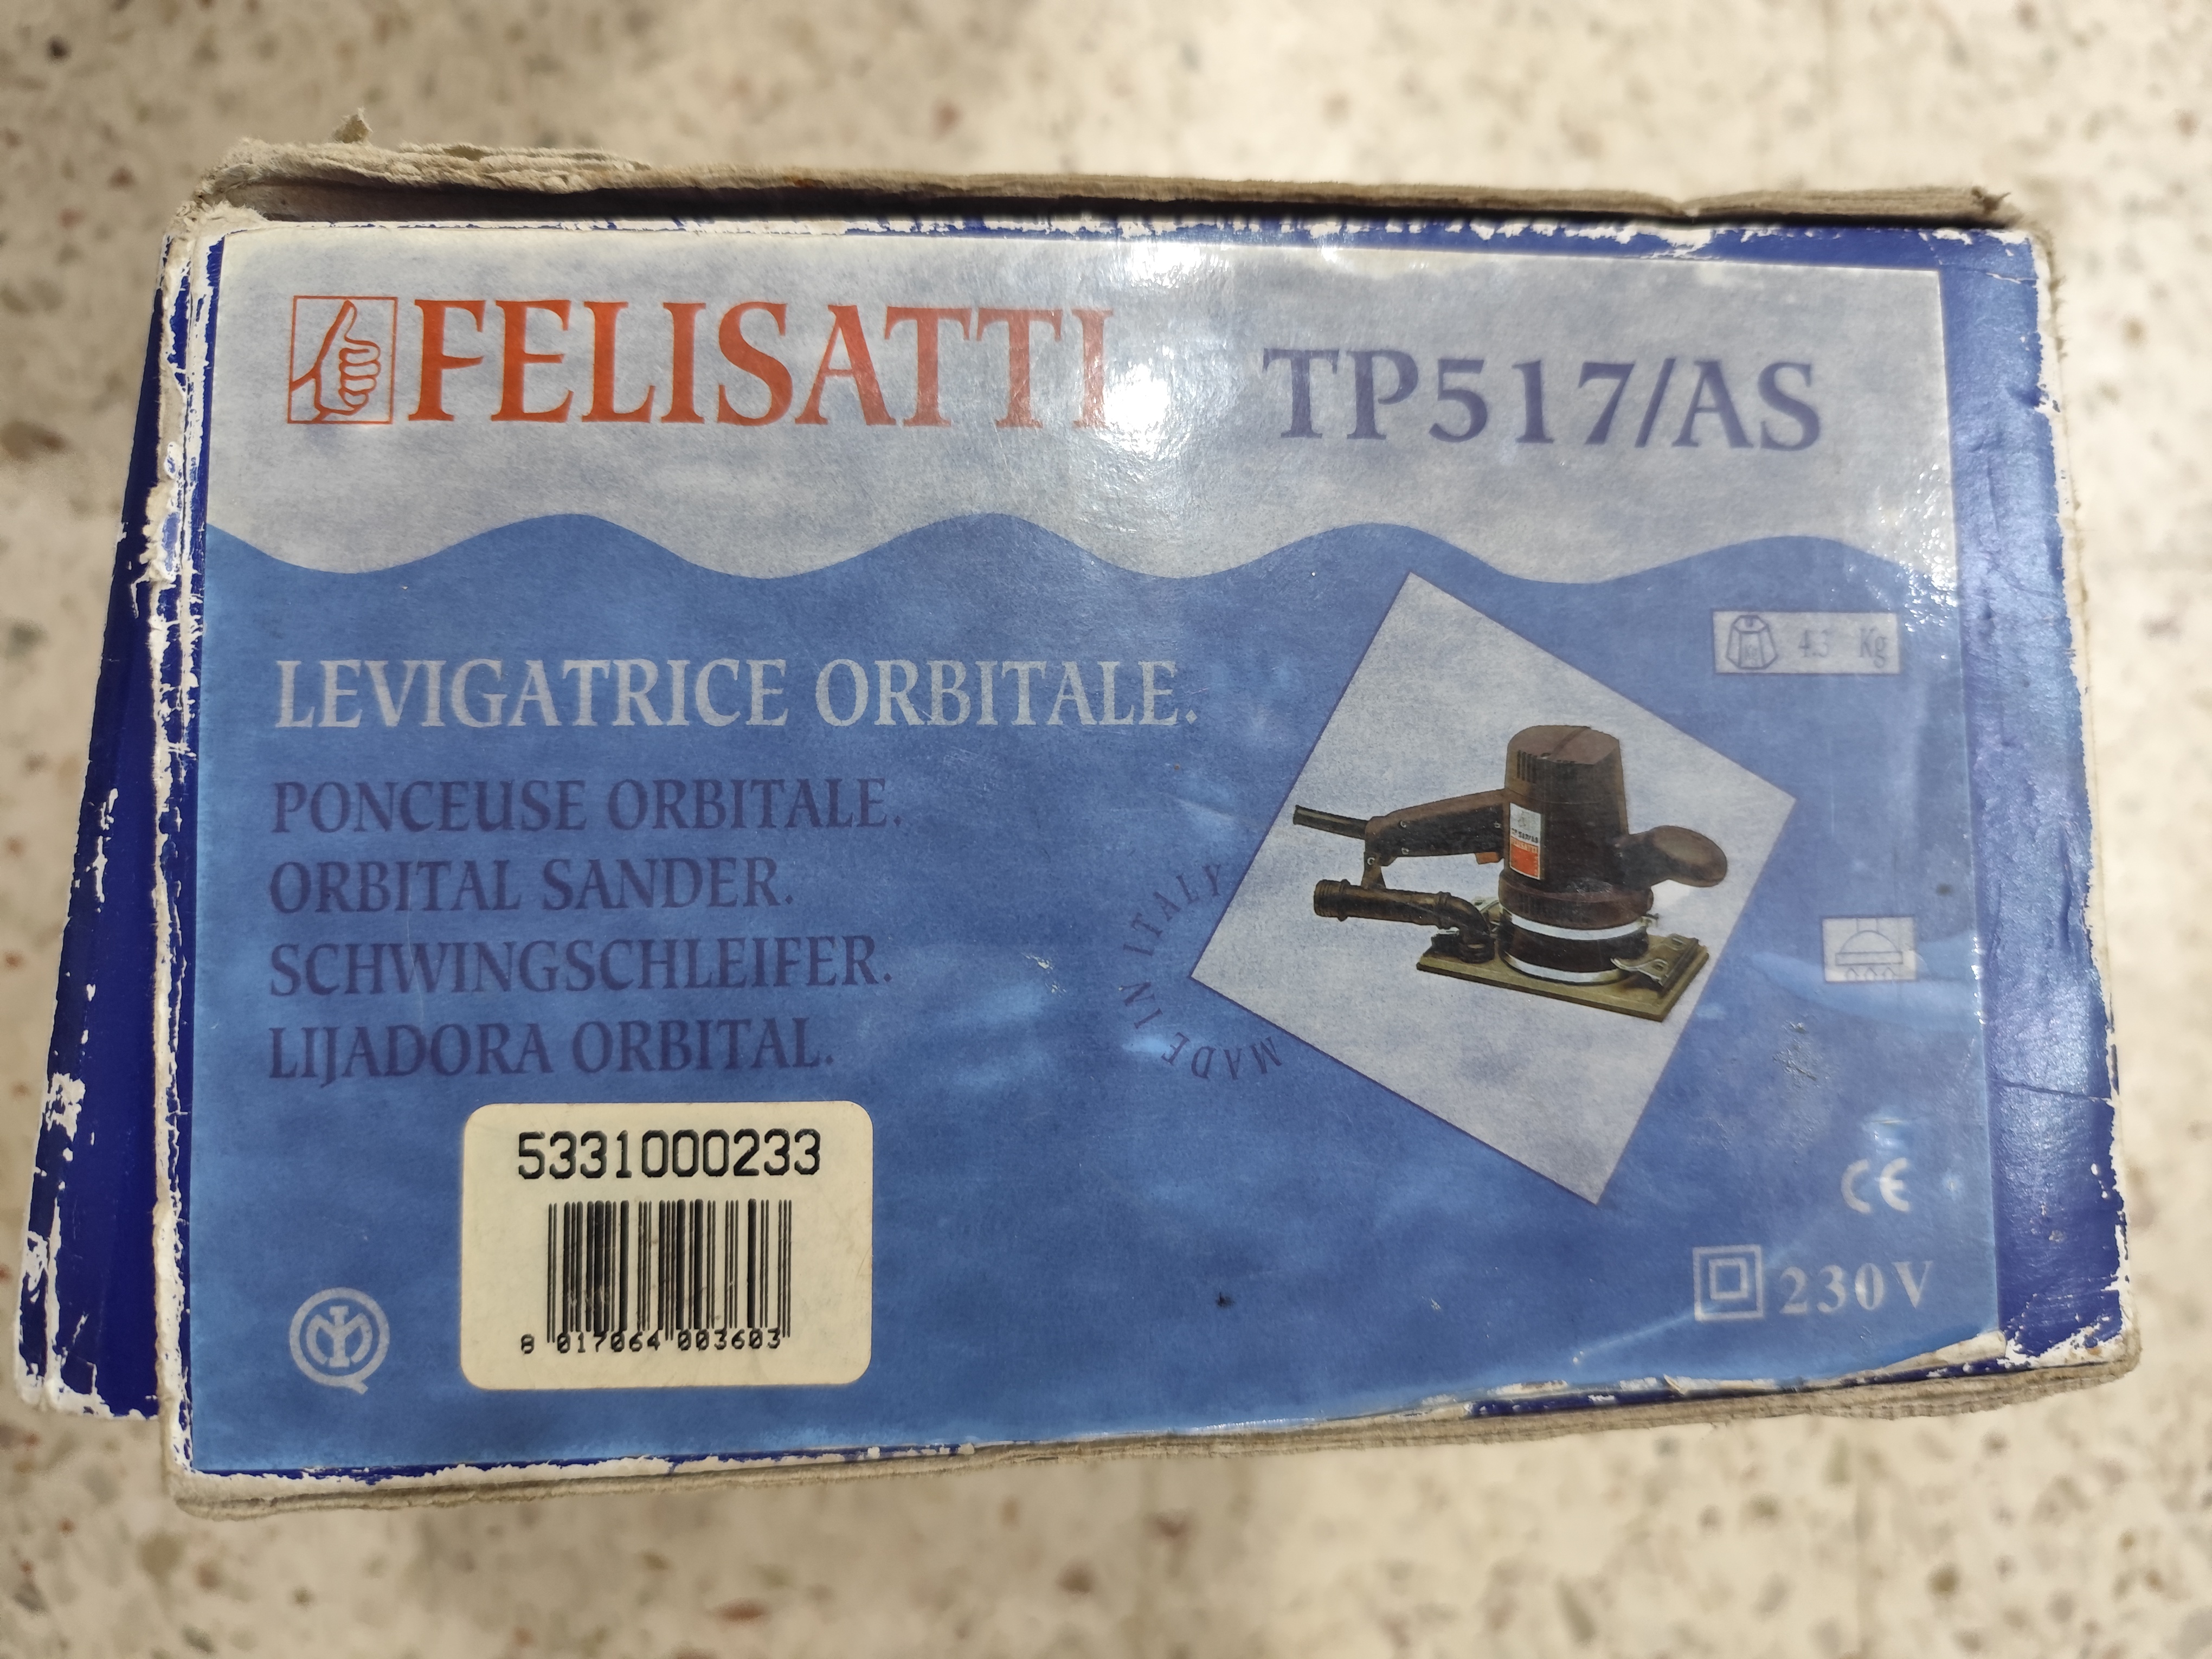 FELISATTI
TP517/AS
4.3 Kg
LEVIGATRICE ORBITALE.
PONCEUSE ORBITALE.
ORBITAL SANDER.
SCHWINGSCHLEIFER.
LIJADORA ORBITAL.
MADE IN ITALY
5331000233
8 017064 003603
CE
230V